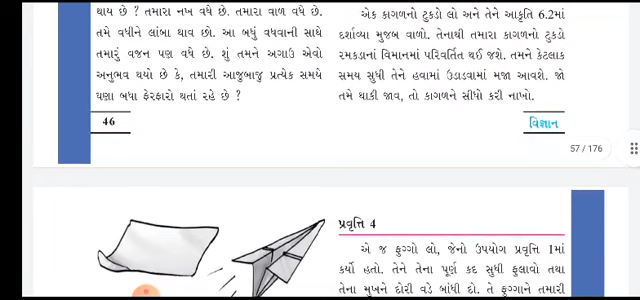 થાય છે ? તમારા નખ વધે છે. તમારા વાળ વધે છે.
તમે વધીને લાંબા થાવ છો. આ બધું વધવાની સાથે
તમારું વજન પણ વધે છે. શું તમને અગાઉ એવો
અનુભવ થયો છે કે, તમારી આજુબાજુ પ્રત્યેક સમયે
ઘણા બધા ફેરફારો થતાં રહે છે ?
46
એક કાગળનો ટુકડો લો અને તેને આકૃતિ 6.2માં
દર્શાવ્યા મુજબ વાળો. તેનાથી તમારા કાગળનો ટુકડો
રમકડાનાં વિમાનમાં પરિવર્તિત થઈ જશે. તમને કેટલાક
સમય સુધી તેને હવામાં ઉડાડવામાં મજા આવશે. જો
તમે થાકી જાવ, તો કાગળને સીધો કરી નાખો.
વિજ્ઞાન
57 / 176
પ્રવૃત્તિ 4
એ જ ફુગ્ગો લો, જેનો ઉપયોગ પ્રવૃત્તિ 1માં
કર્યો હતો. તેને તેના પૂર્ણ કદ સુધી ફુલાવો તથા
તેના મુખને દોરી વડે બાંધી દો. તે ફુગ્ગાને તમારી